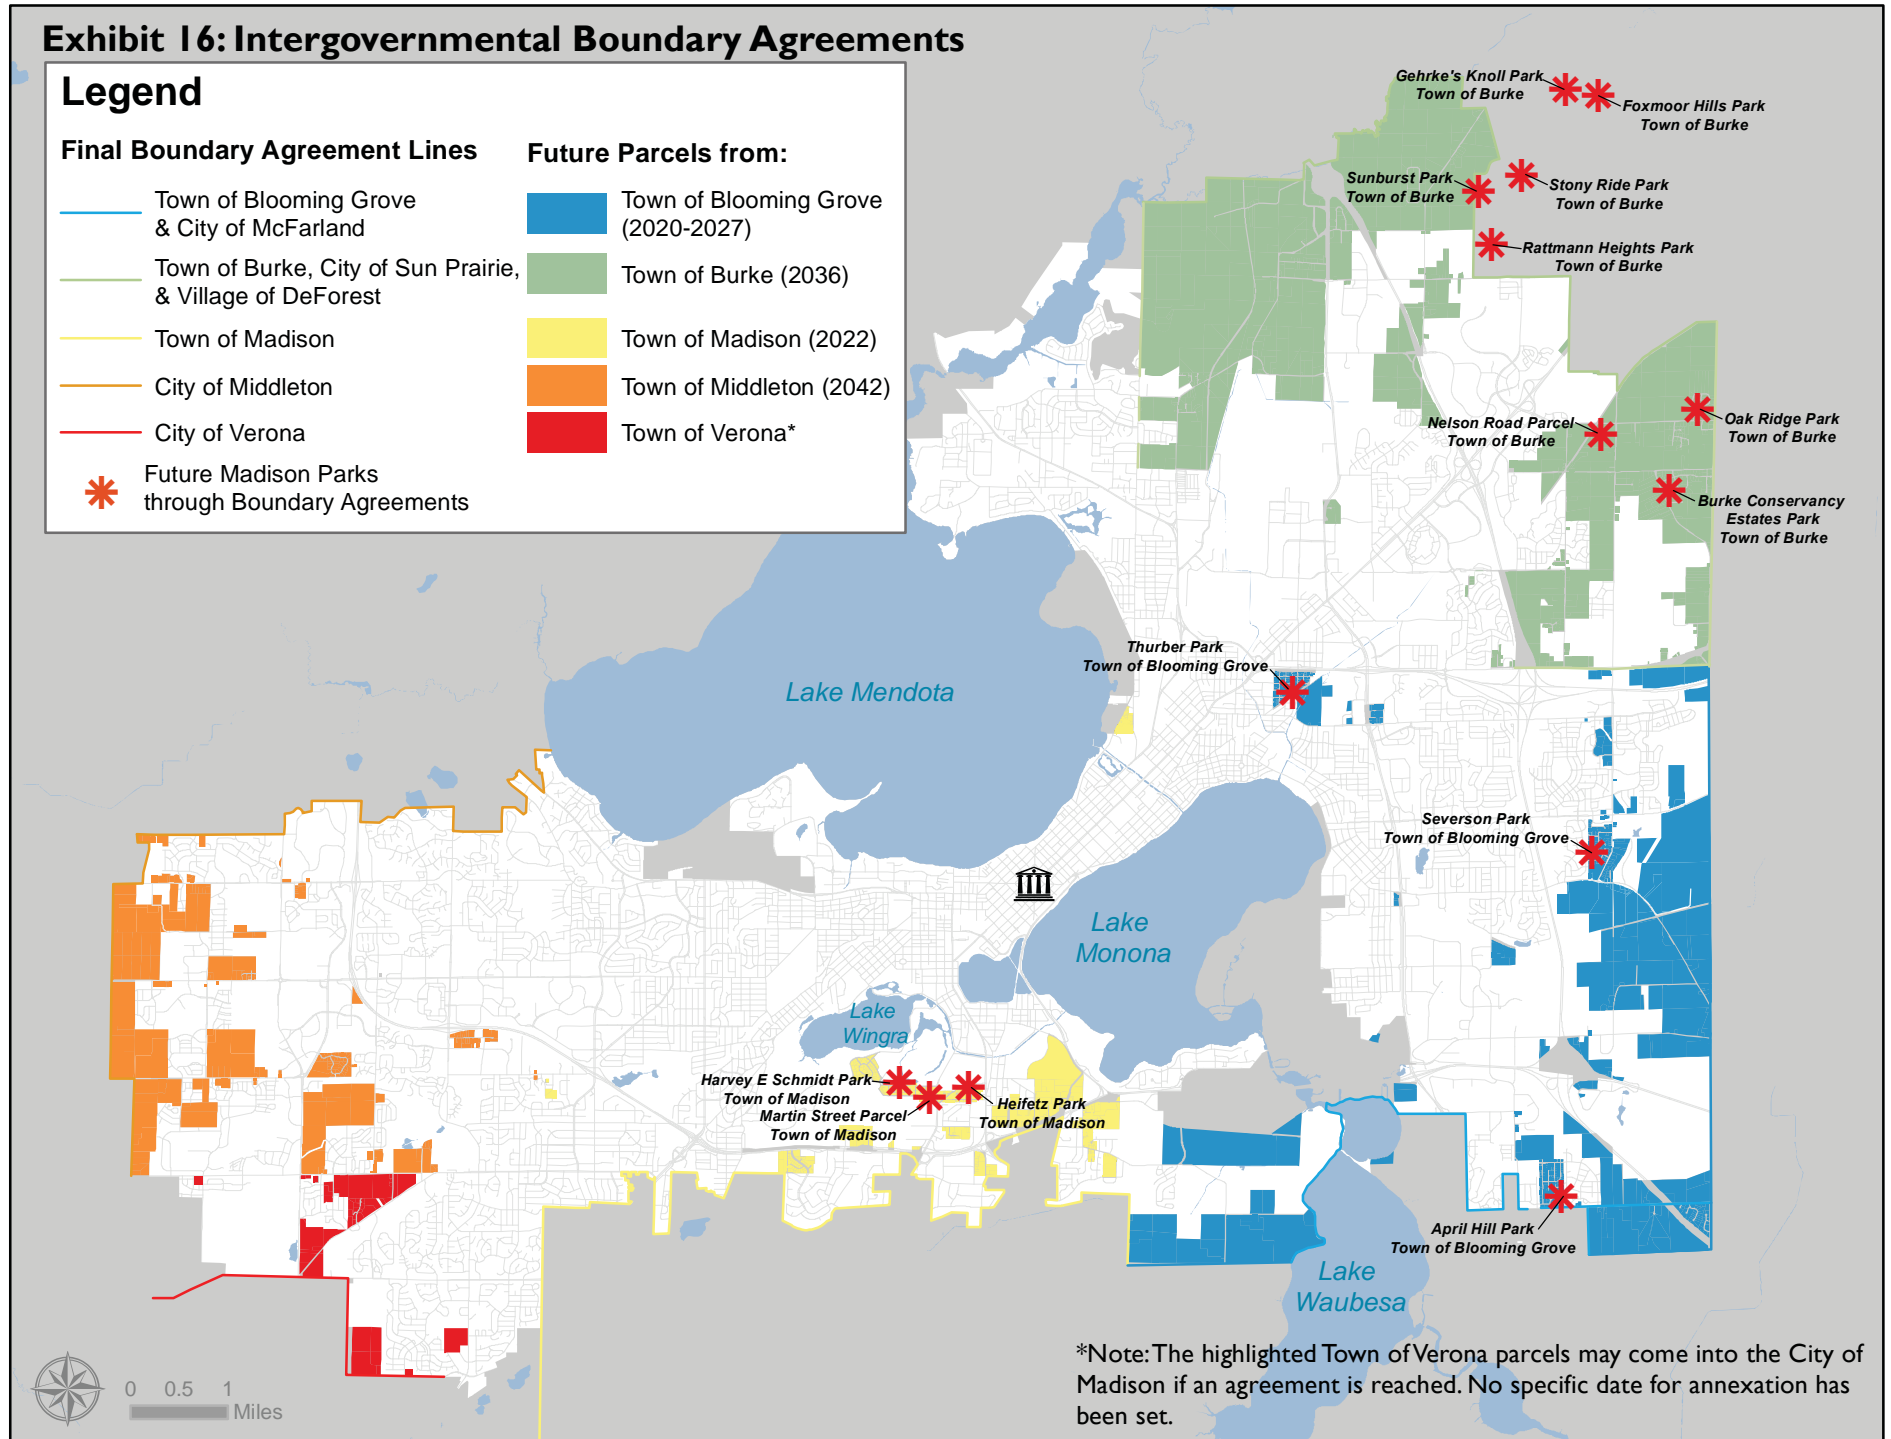 Exhibit 16: Intergovernmental Boundary Agreements
Legend
Final Boundary Agreement Lines
Town of Blooming Grove
& City of McFarland
Town of Burke, City of Sun Prairie,
& Village of DeForest
Town of Madison
City of Middleton
City of Verona
Future Madison Parks
through Boundary Agreements
Future Parcels from:
Town of Blooming Grove
(2020-2027)
Town of Burke (2036)
Town of Madison (2022)
Town of Middleton (2042)
Town of Verona*
Gehrke's Knoll Park
Town of Burke
Foxmoor Hills Park
Town of Burke
Sunburst Park
Town of Burke
Stony Ride Park
Town of Burke
Rattmann Heights Park
Town of Burke
Nelson Road Parcel
Town of Burke
Oak Ridge Park
Town of Burke
Burke Conservancy
Estates Park
Town of Burke
Thurber Park
Town of Blooming Grove
Lake Mendota
Severson Park
Town of Blooming Grove
Lake
Monona
Lake
Wingra
Harvey E Schmidt Park
Town of Madison
Martin Street Parcel
Town of Madison
Heifetz Park
Town of Madison
April Hill Park
Town of Blooming Grove
Lake
Waubesa
*Note: The highlighted Town of Verona parcels may come into the City of
Madison if an agreement is reached. No specific date for annexation has
been set.
0 0.5 1
Miles